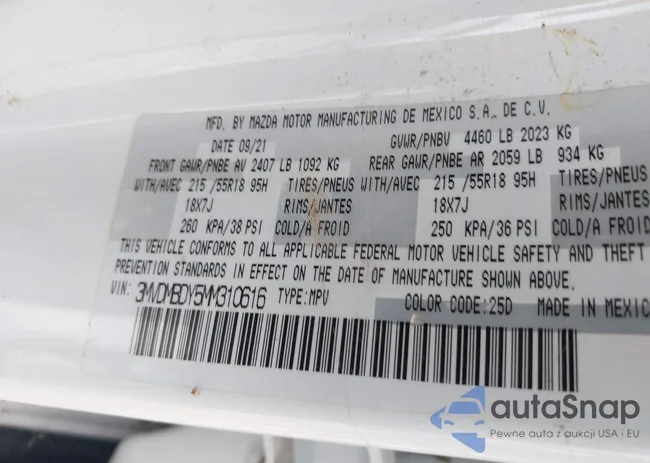 MFD. BY MAZDA MOTOR MANUFACTURING DE MEXICO S.A. DE C.V.
DATE 09/21 GVWR/PNBV 4460 LB 2023 KG
FRONT GAWR/PNBE AV 2407 LB 1092 KG REAR GAWR/PNBE AR 2059 LB 934 KG
WITH/AVEC 215 /55R18 95H TIRES/PNEUS WITH/AVEC 215 /55R18 95H TIRES/PNEUS
18X7J RIMS/JANTES 18X7J RIMS/JANTES
260 KPA/38 PSI COLD/A FROID 250 KPA/36 PSI COLD/A FROID
THIS VEHICLE CONFORMS TO ALL APPLICABLE FEDERAL MOTOR VEHICLE SAFETY AND THEFT
PREVENTION STANDARDS IN EFFECT ON THE DATE OF MANUFACTURE SHOWN ABOVE.
VIN: 3MVDMBDY5MM310616 TYPE:MPV COLOR CODE:25D MADE IN MEXICO
autaSnap
Pewne auta z aukcji USA i EU